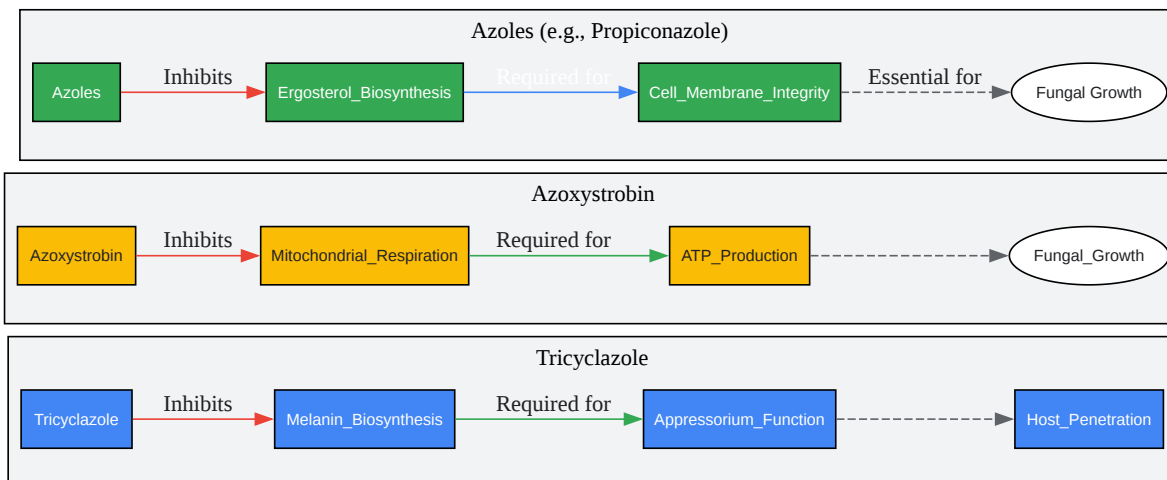 Azoles (e.g., Propiconazole)
Azoles
Inhibits
Ergosterol_Biosynthesis
Required for
Cell_Membrane_Integrity
Essential for
Fungal Growth
Azoxystrobin
Azoxystrobin
Inhibits
Mitochondrial_Respiration
Required for
ATP_Production
Fungal_Growth
Tricyclazole
Tricyclazole
Inhibits
Melanin_Biosynthesis
Required for
Appressorium_Function
Host_Penetration